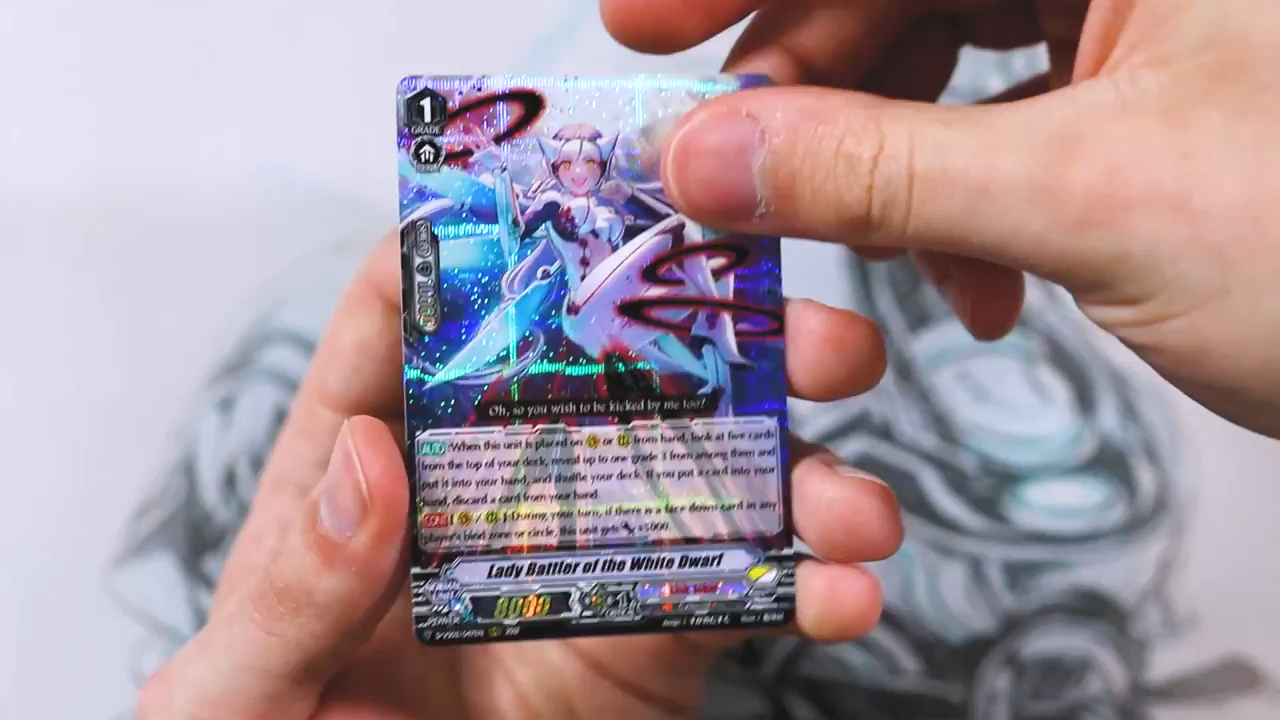 1
GRADE
Oh, so you wish to be kicked by me too!
AUTO :When this unit is placed on or from hand, look at five cards
from the top of your deck, reveal up to one grade 3 from among them and
put it into your hand, and shuffle your deck. If you put a card into your
hand, discard a card from your hand.
CONT [ / ]:During your turn, if there is a face down card in any
player's bind zone or circle, this unit gets +5000.
Lady Battler of the White Dwarf
8000
POWER